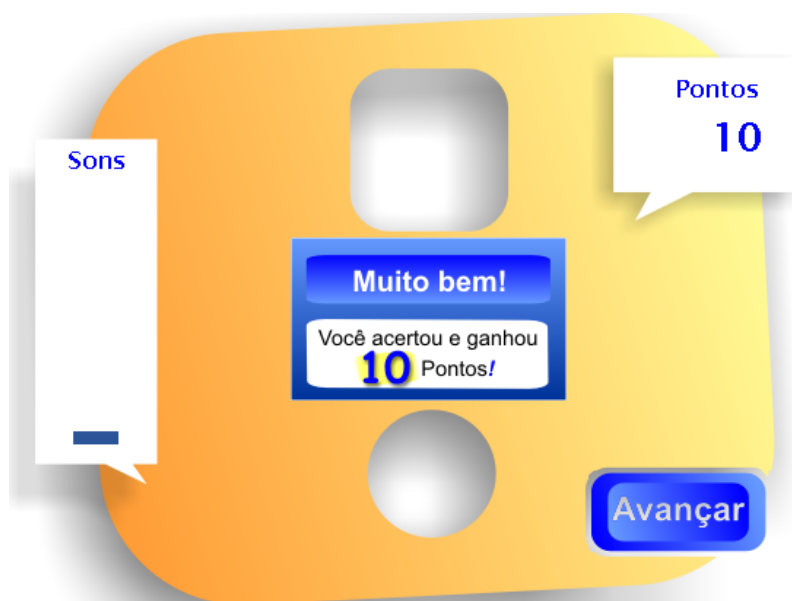 Pontos
10
Sons
Muito bem!
Você acertou e ganhou
10 Pontos!
Avançar